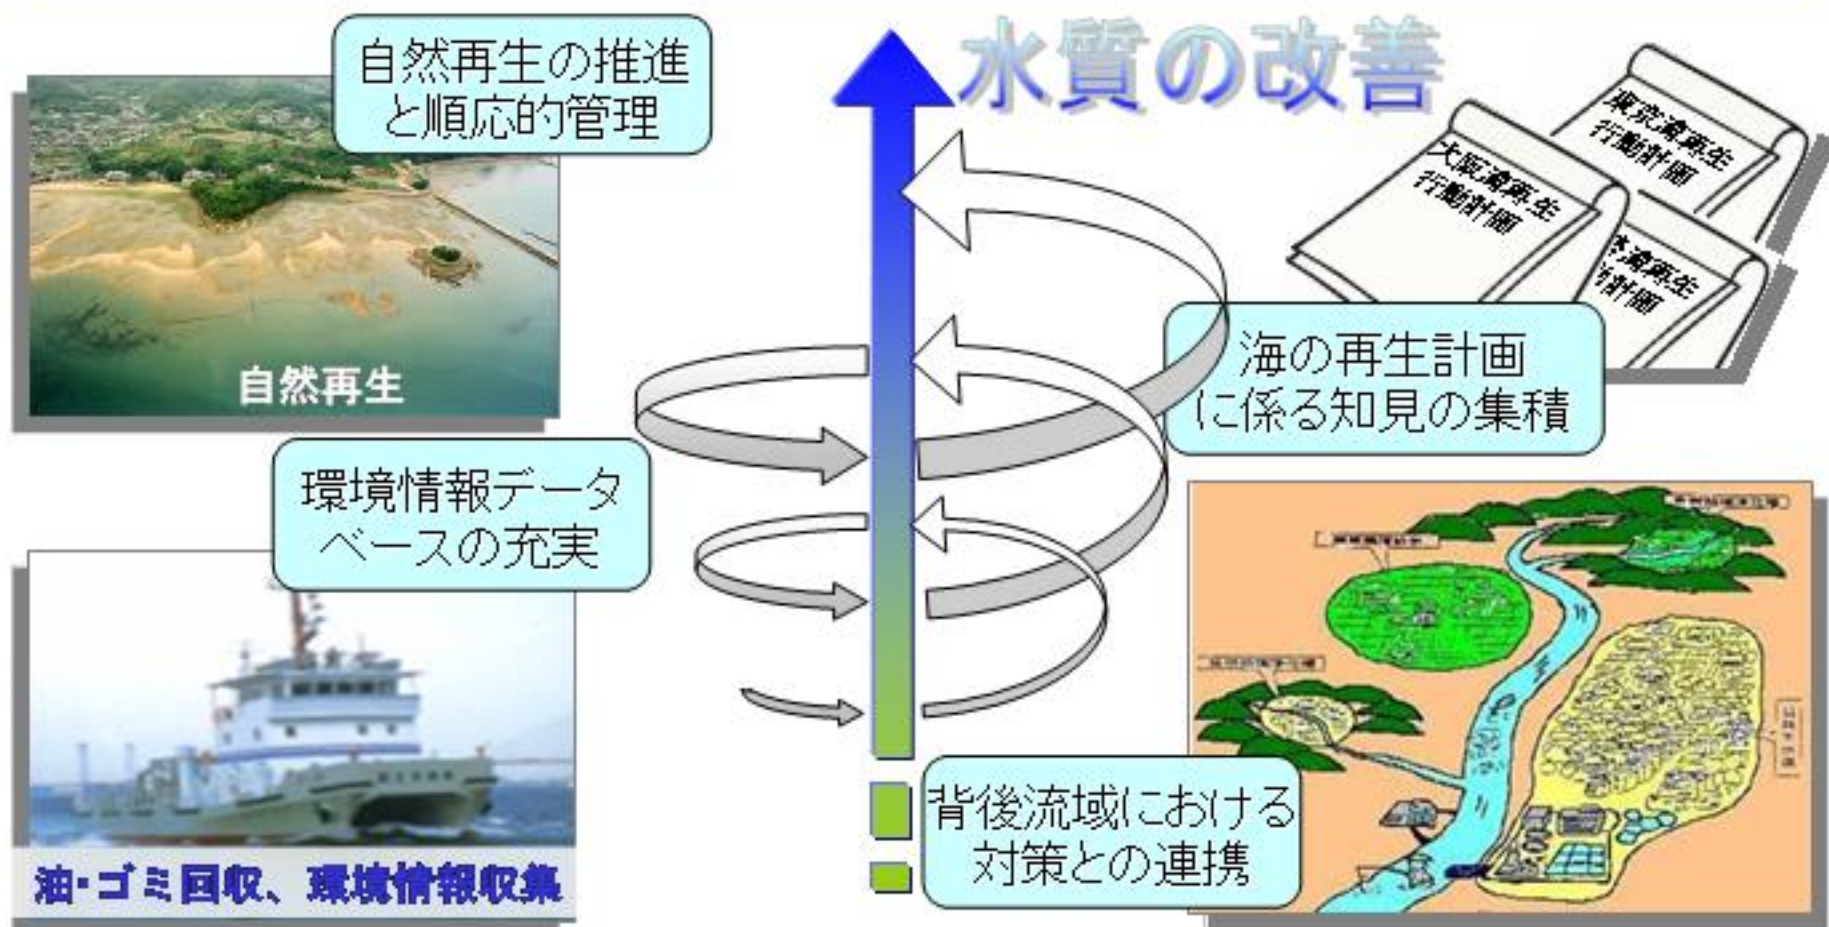 水質の改善
自然再生の推進
と順応的管理
自然再生
東京湾再生
行動計画
大阪湾再生
行動計画
湾再生
計画
海の再生計画
に係る知見の集積
環境情報データ
ベースの充実
油・ゴミ回収、環境情報収集
背後流域における
対策との連携